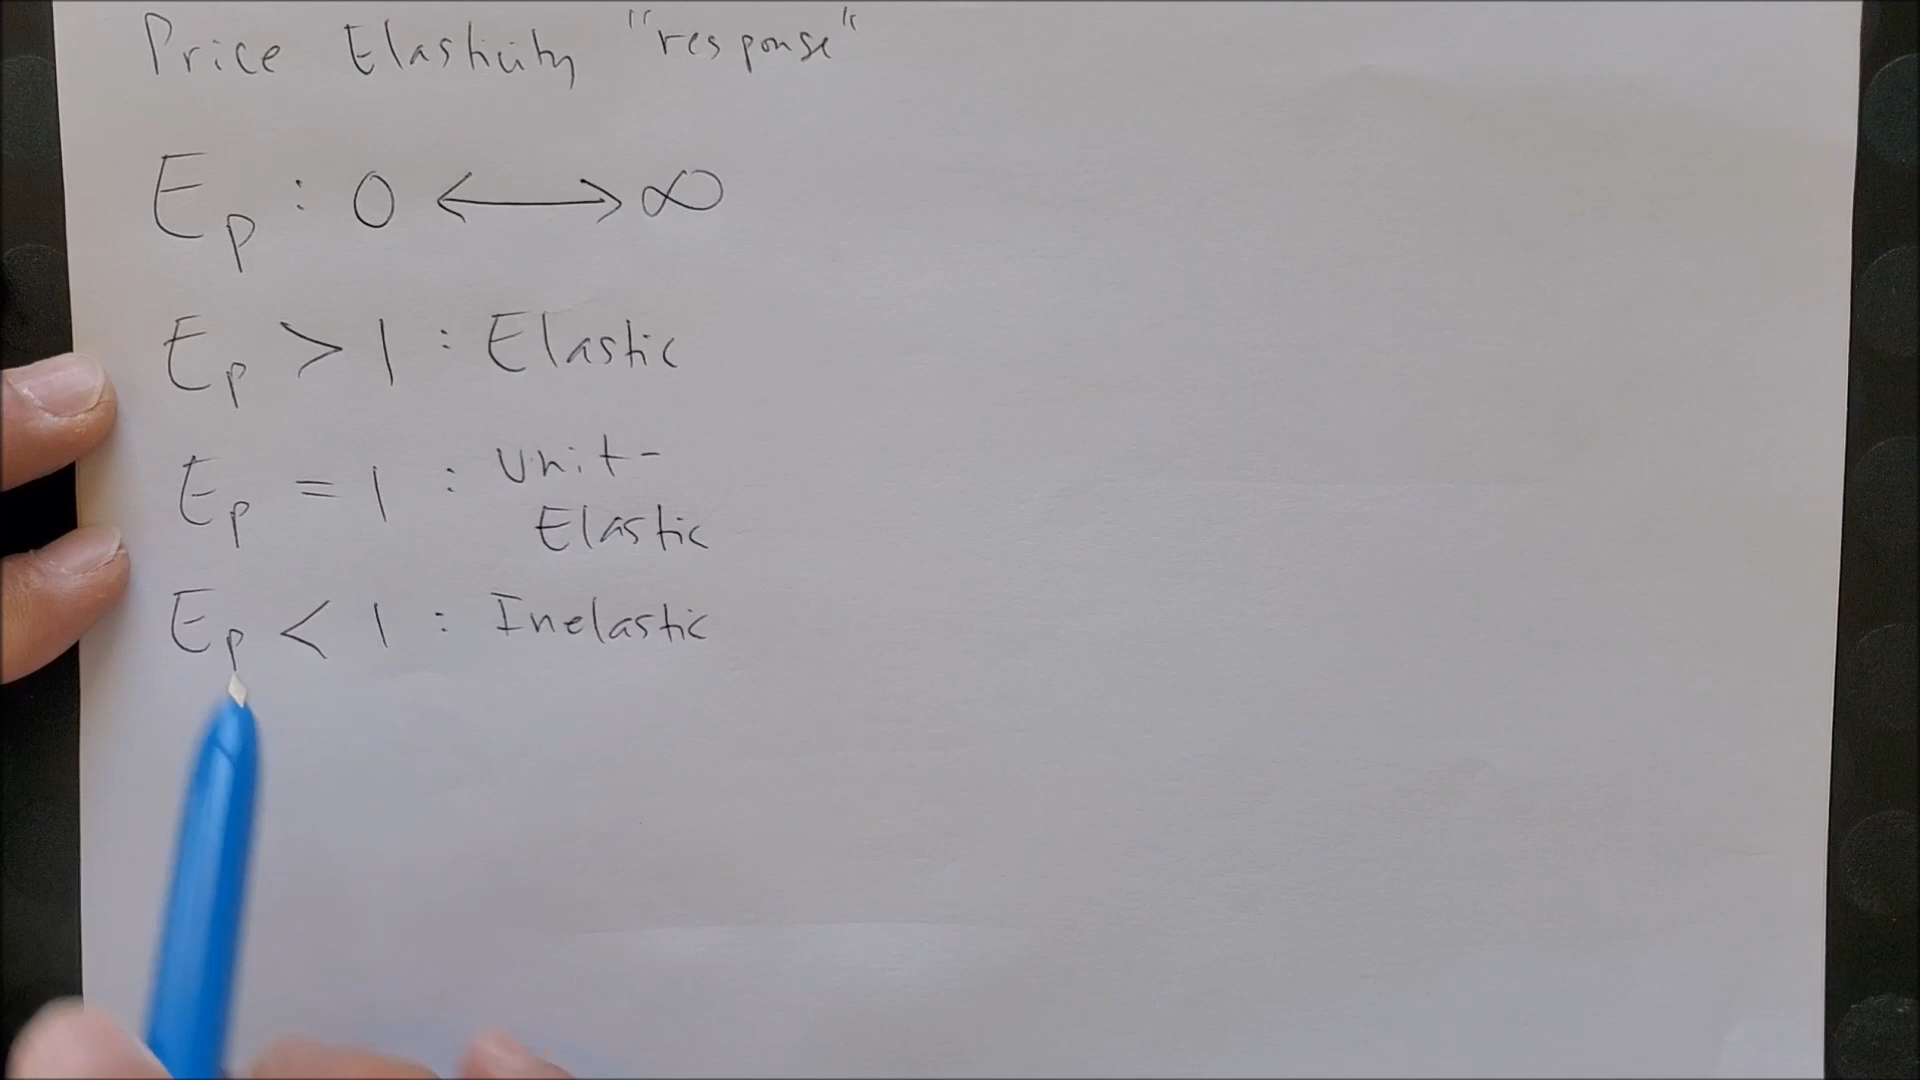 Price Elasticity "response"
Ep : 0 ⟷ ∞
Ep > 1 : Elastic
Ep = 1 : Unit-
Elastic
Ep < 1 : Inelastic